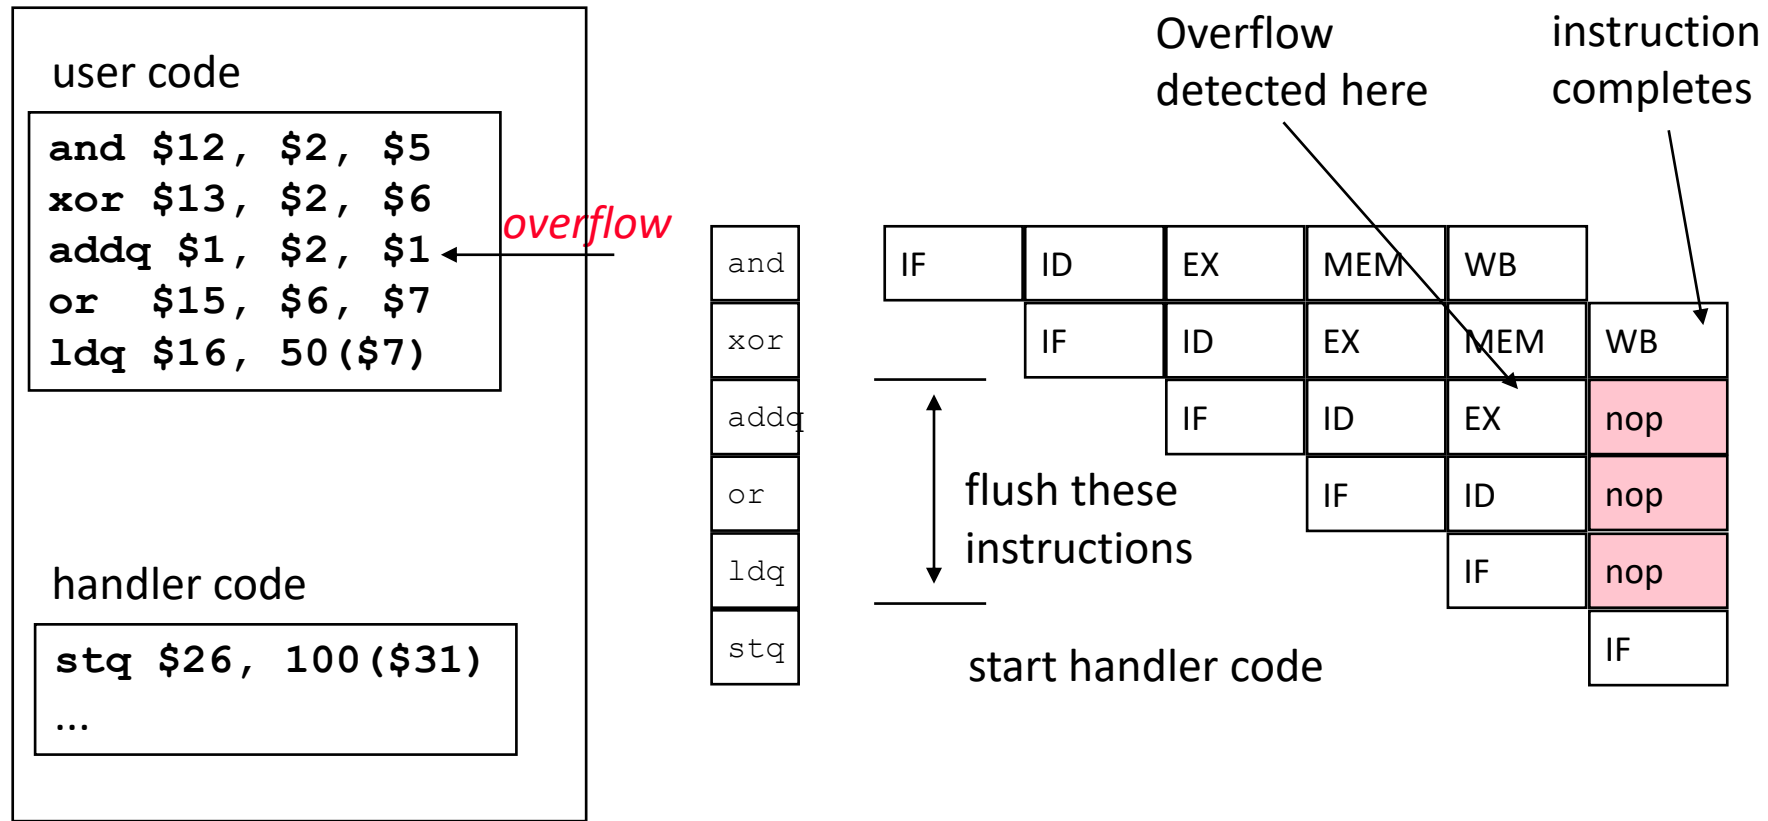 user code
and $12, $2, $5
xor $13, $2, $6
addq $1, $2, $1
or $15, $6, $7
ldq $16, 50($7)
overflow
handler code
stq $26, 100($31)
...
Overflow
detected here
instruction
completes
and IF ID EX MEM WB
xor IF ID EX MEM WB
addq IF ID EX nop
or IF ID nop
ldq IF nop
stq IF
flush these
instructions
start handler code